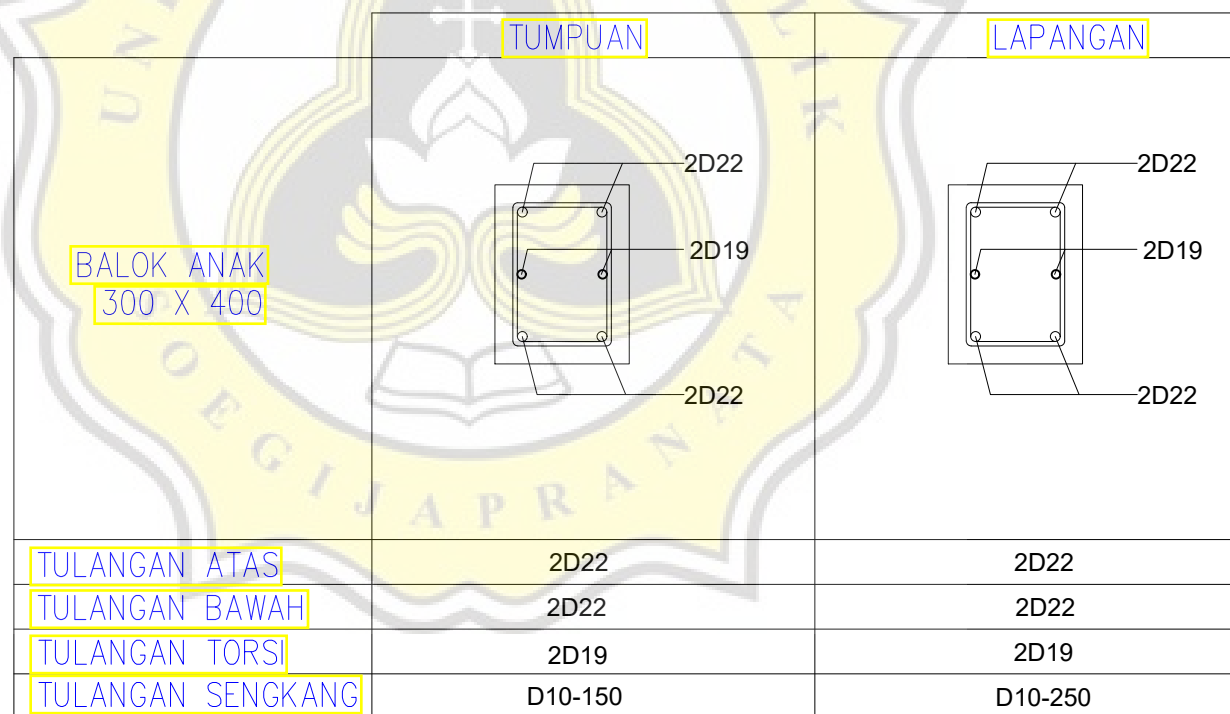 TUMPUAN LAPANGAN
2D22 2D22
2D19 2D19
BALOK ANAK
300 X 400
2D22 2D22
TULANGAN ATAS 2D22 2D22
TULANGAN BAWAH 2D22 2D22
TULANGAN TORSI 2D19 2D19
TULANGAN SENGKANG D10-150 D10-250
SOEGIJAPRANATA